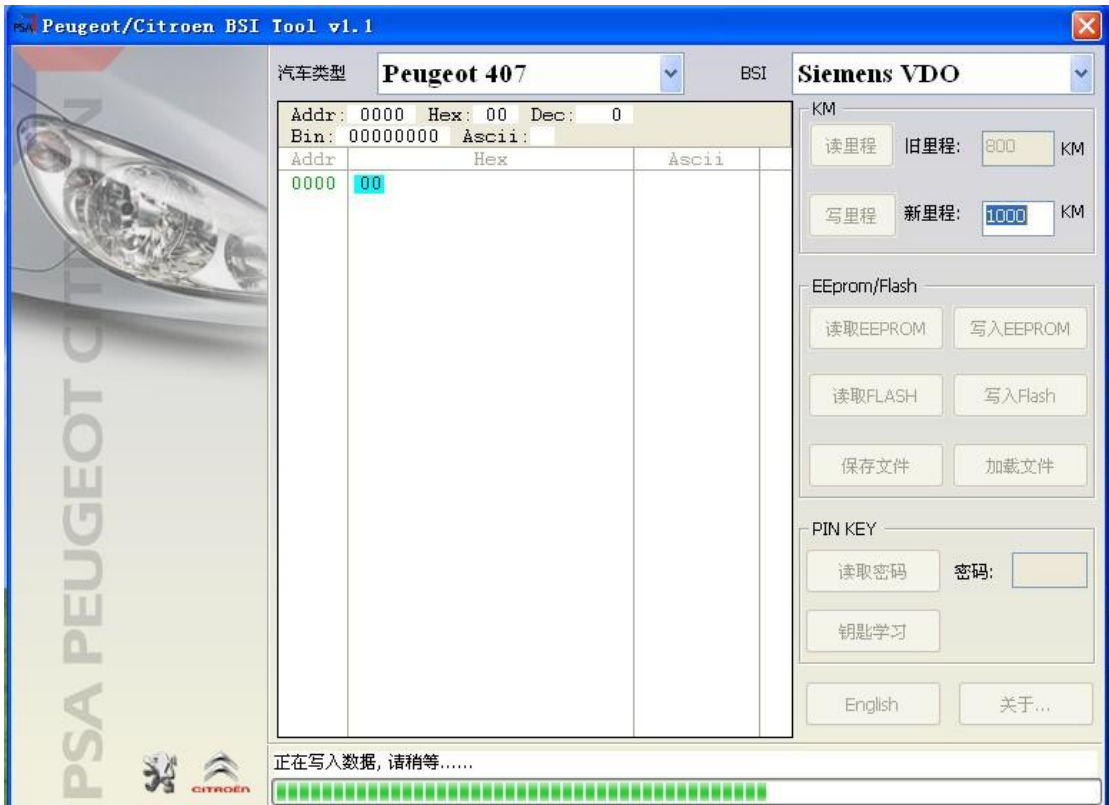 Peugeot/Citroen BSI Tool v1.1
汽车类型 Peugeot 407 BSI Siemens VDO
Addr: 0000 Hex: 00 Dec: 0
Bin: 00000000 Ascii:
Addr Hex Ascii
0000 00
KM
读里程 旧里程: 800 KM
写里程 新里程: 1000 KM
EEprom/Flash
读取EEPROM 写入EEPROM
读取FLASH 写入Flash
保存文件 加载文件
PIN KEY
读取密码 密码:
钥匙学习
English 关于...
正在写入数据, 请稍等......
PSA PEUGEOT CITROËN
CITROËN